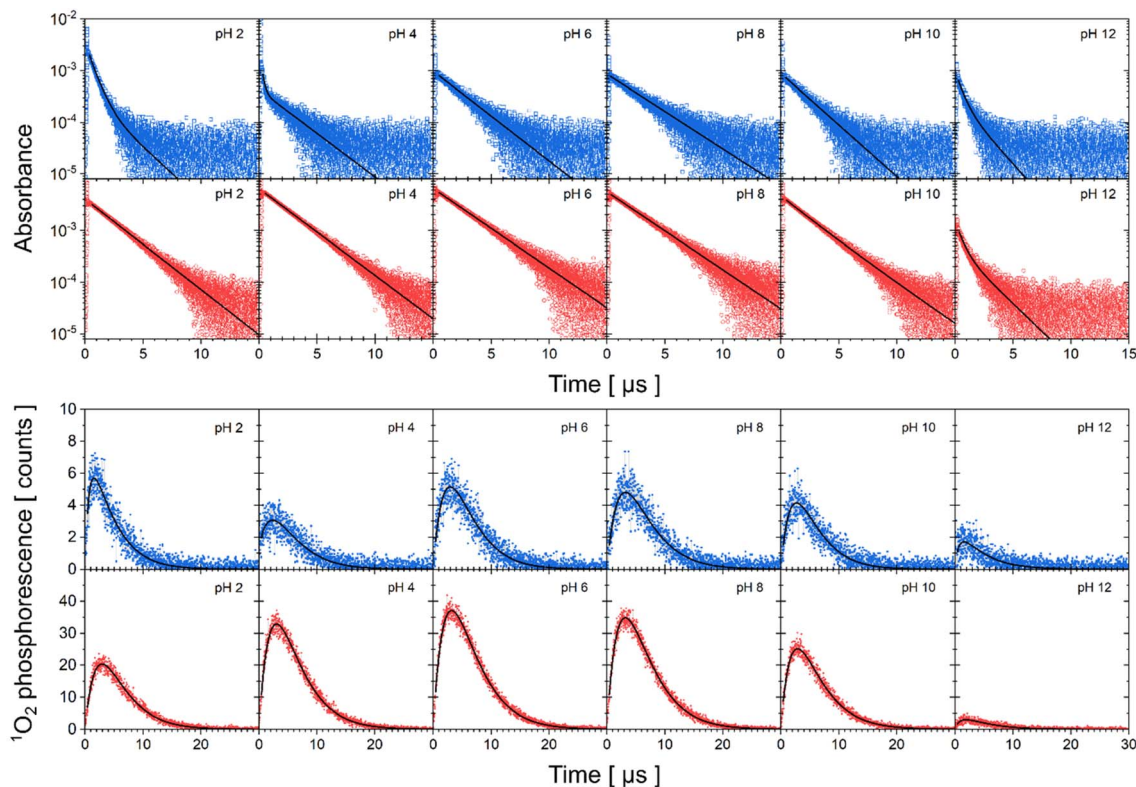 Absorbance
10⁻² pH 2 pH 4 pH 6 pH 8 pH 10 pH 12
10⁻³
10⁻⁴
10⁻⁵
pH 2 pH 4 pH 6 pH 8 pH 10 pH 12
10⁻³
10⁻⁴
10⁻⁵
0 5 10 0 5 10 0 5 10 0 5 10 0 5 10 0 5 10 15
Time [ µs ]
¹O₂ phosphorescence [ counts ]
10 pH 2 pH 4 pH 6 pH 8 pH 10 pH 12
8
6
4
2
0
pH 2 pH 4 pH 6 pH 8 pH 10 pH 12
40
30
20
10
0
0 10 20 0 10 20 0 10 20 0 10 20 0 10 20 0 10 20 30
Time [ µs ]